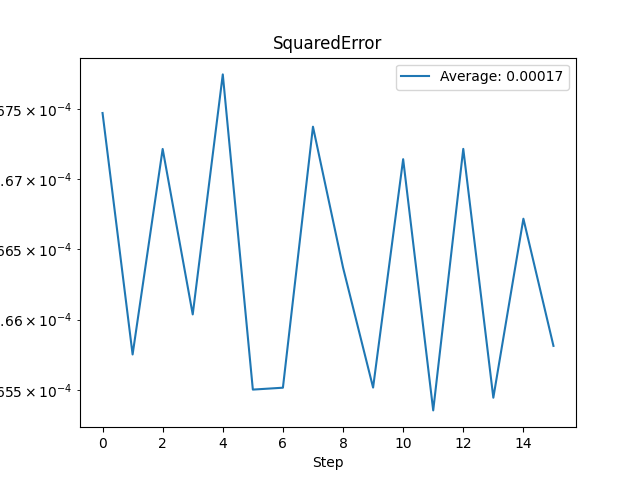 SquaredError
Average: 0.00017
675 × 10⁻⁴
.67 × 10⁻⁴
665 × 10⁻⁴
.66 × 10⁻⁴
655 × 10⁻⁴
0 2 4 6 8 10 12 14
Step